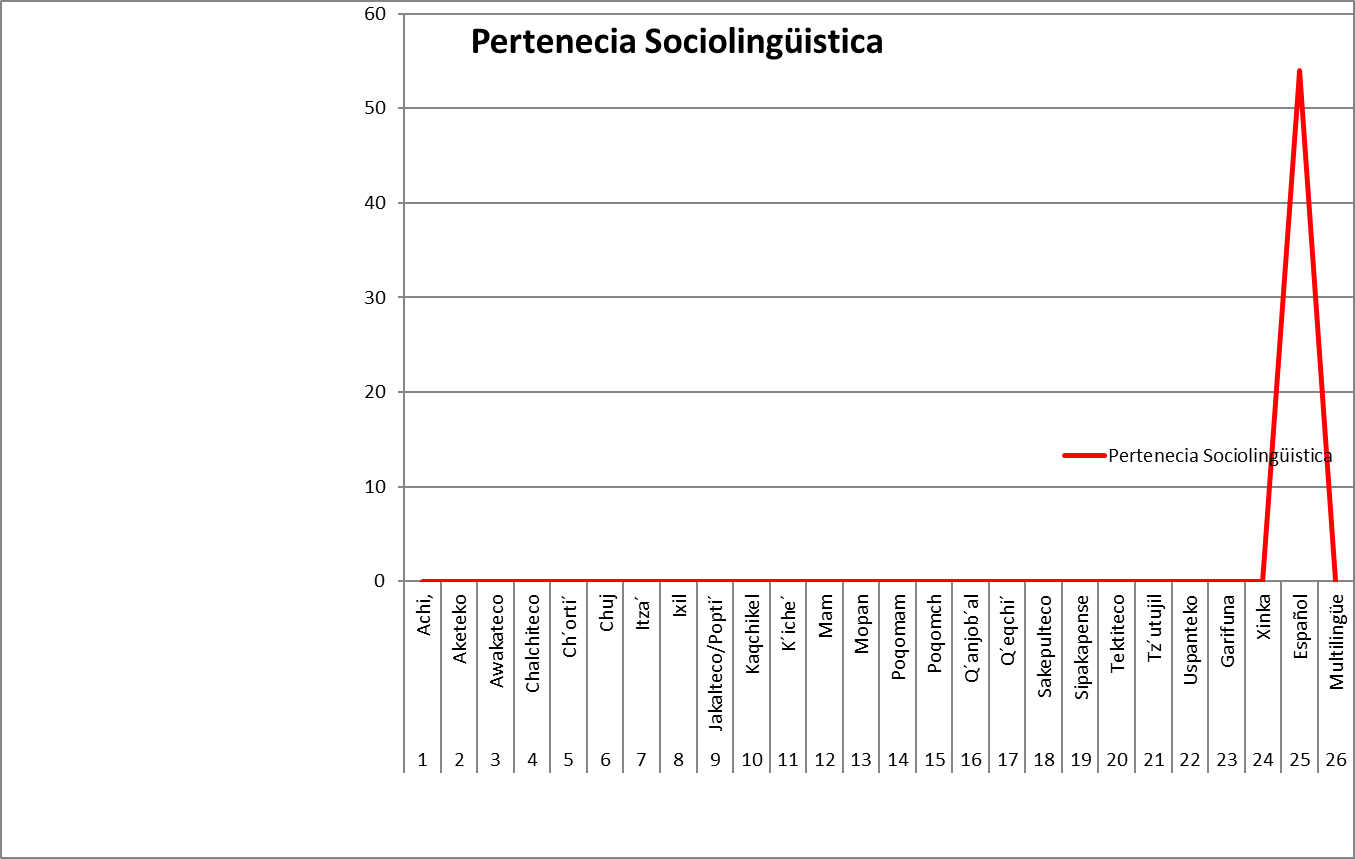 Pertenecia Sociolingüistica
60
50
40
30
20
10
0
Pertenecia Sociolingüistica
Achi,
Aketeko
Awakateco
Chalchiteco
Ch´orti´
Chuj
Itza´
Ixil
Jakalteco/Popti´
Kaqchikel
K´iche´
Mam
Mopan
Poqomam
Poqomch
Q´anjob´al
Q´eqchi´
Sakepulteco
Sipakapense
Tektiteco
Tz´utujil
Uspanteko
Garifuna
Xinka
Español
Multilingüe
1 2 3 4 5 6 7 8 9 10 11 12 13 14 15 16 17 18 19 20 21 22 23 24 25 26